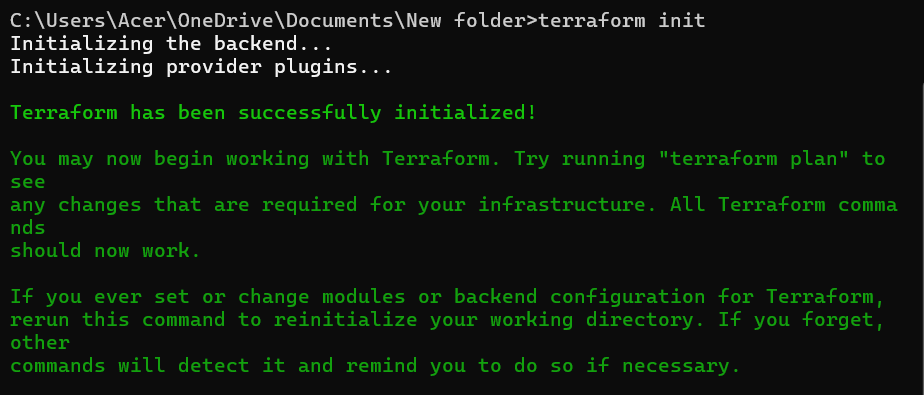 C:\Users\Acer\OneDrive\Documents\New folder>terraform init
Initializing the backend...
Initializing provider plugins...
Terraform has been successfully initialized!
You may now begin working with Terraform. Try running "terraform plan" to
see
any changes that are required for your infrastructure. All Terraform comma
nds
should now work.
If you ever set or change modules or backend configuration for Terraform,
rerun this command to reinitialize your working directory. If you forget,
other
commands will detect it and remind you to do so if necessary.